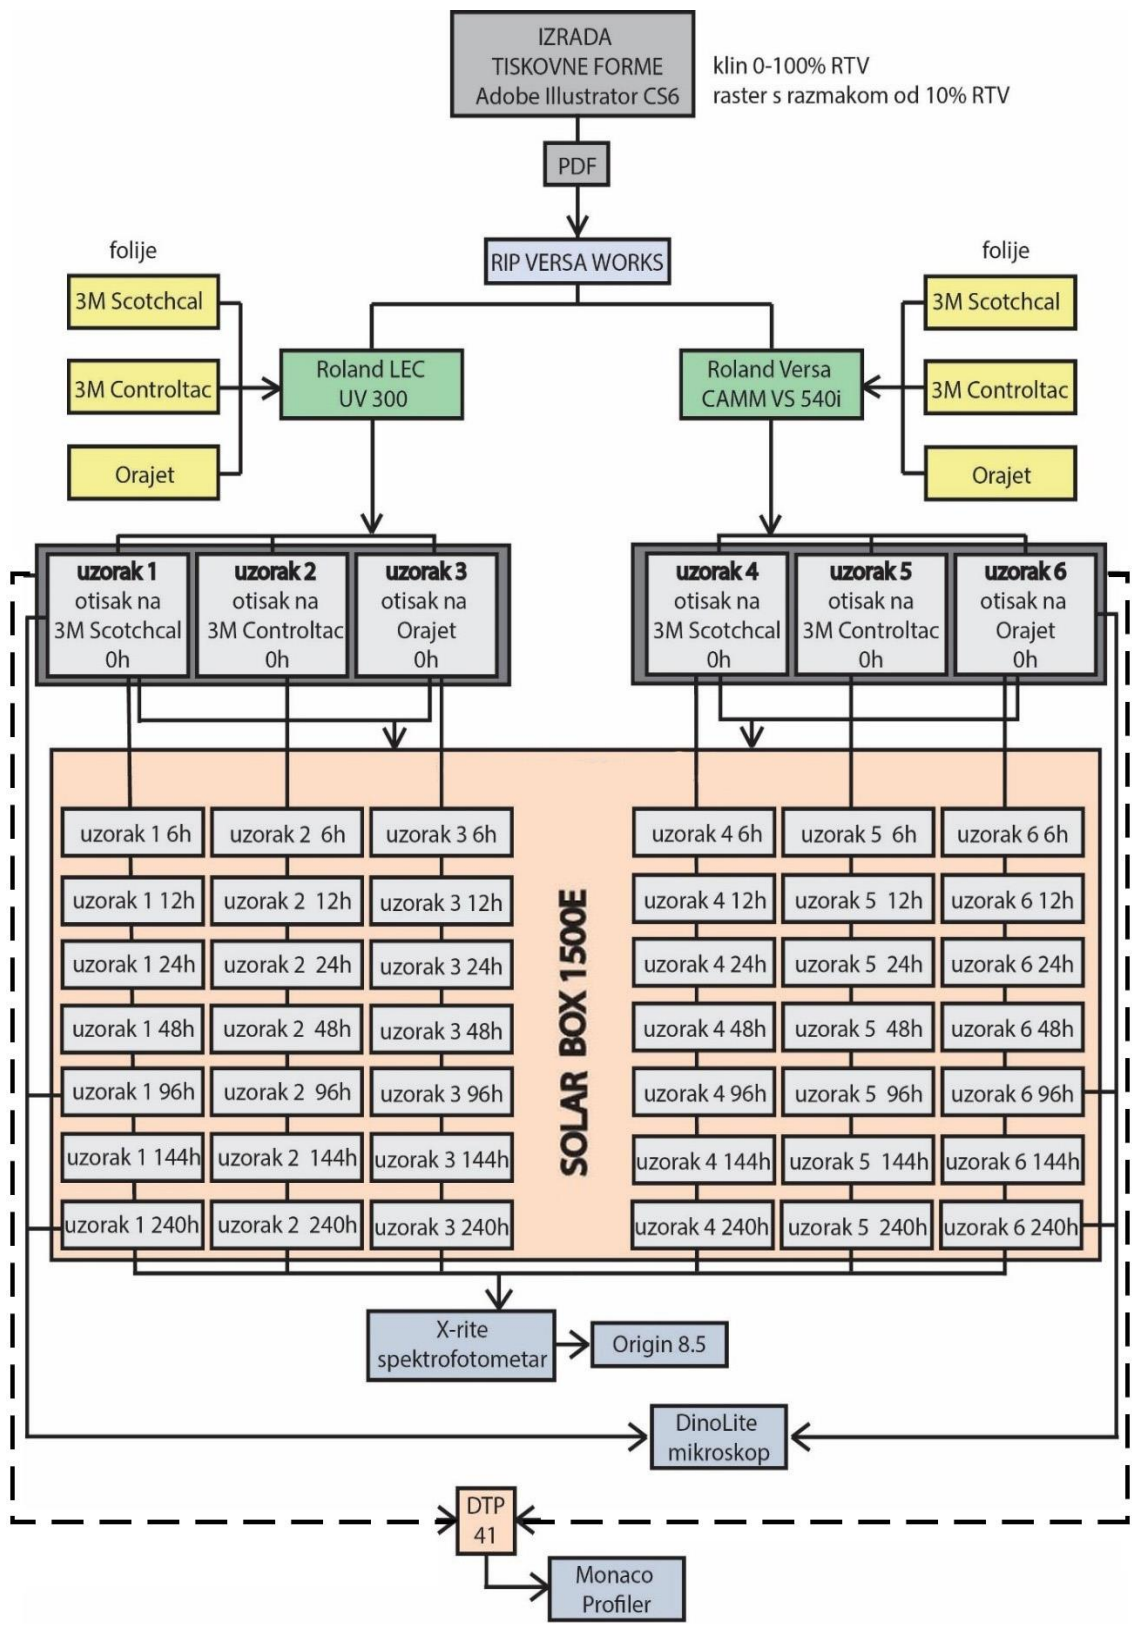 IZRADA
TISKOVNE FORME
Adobe Illustrator CS6
klin 0-100% RTV
raster s razmakom od 10% RTV
PDF
RIP VERSA WORKS
folije
3M Scotchcal
3M Controltac
Orajet
Roland LEC
UV 300
Roland Versa
CAMM VS 540i
folije
3M Scotchcal
3M Controltac
Orajet
uzorak 1
otisak na
3M Scotchcal
0h
uzorak 2
otisak na
3M Controltac
0h
uzorak 3
otisak na
Orajet
0h
uzorak 4
otisak na
3M Scotchcal
0h
uzorak 5
otisak na
3M Controltac
0h
uzorak 6
otisak na
Orajet
0h
uzorak 1 6h
uzorak 2 6h
uzorak 3 6h
uzorak 4 6h
uzorak 5 6h
uzorak 6 6h
uzorak 1 12h
uzorak 2 12h
uzorak 3 12h
uzorak 4 12h
uzorak 5 12h
uzorak 6 12h
uzorak 1 24h
uzorak 2 24h
uzorak 3 24h
uzorak 4 24h
uzorak 5 24h
uzorak 6 24h
uzorak 1 48h
uzorak 2 48h
uzorak 3 48h
uzorak 4 48h
uzorak 5 48h
uzorak 6 48h
uzorak 1 96h
uzorak 2 96h
uzorak 3 96h
uzorak 4 96h
uzorak 5 96h
uzorak 6 96h
uzorak 1 144h
uzorak 2 144h
uzorak 3 144h
uzorak 4 144h
uzorak 5 144h
uzorak 6 144h
uzorak 1 240h
uzorak 2 240h
uzorak 3 240h
uzorak 4 240h
uzorak 5 240h
uzorak 6 240h
SOLAR BOX 1500E
X-rite
spektrofotometar
Origin 8.5
DinoLite
mikroskop
DTP
41
Monaco
Profiler